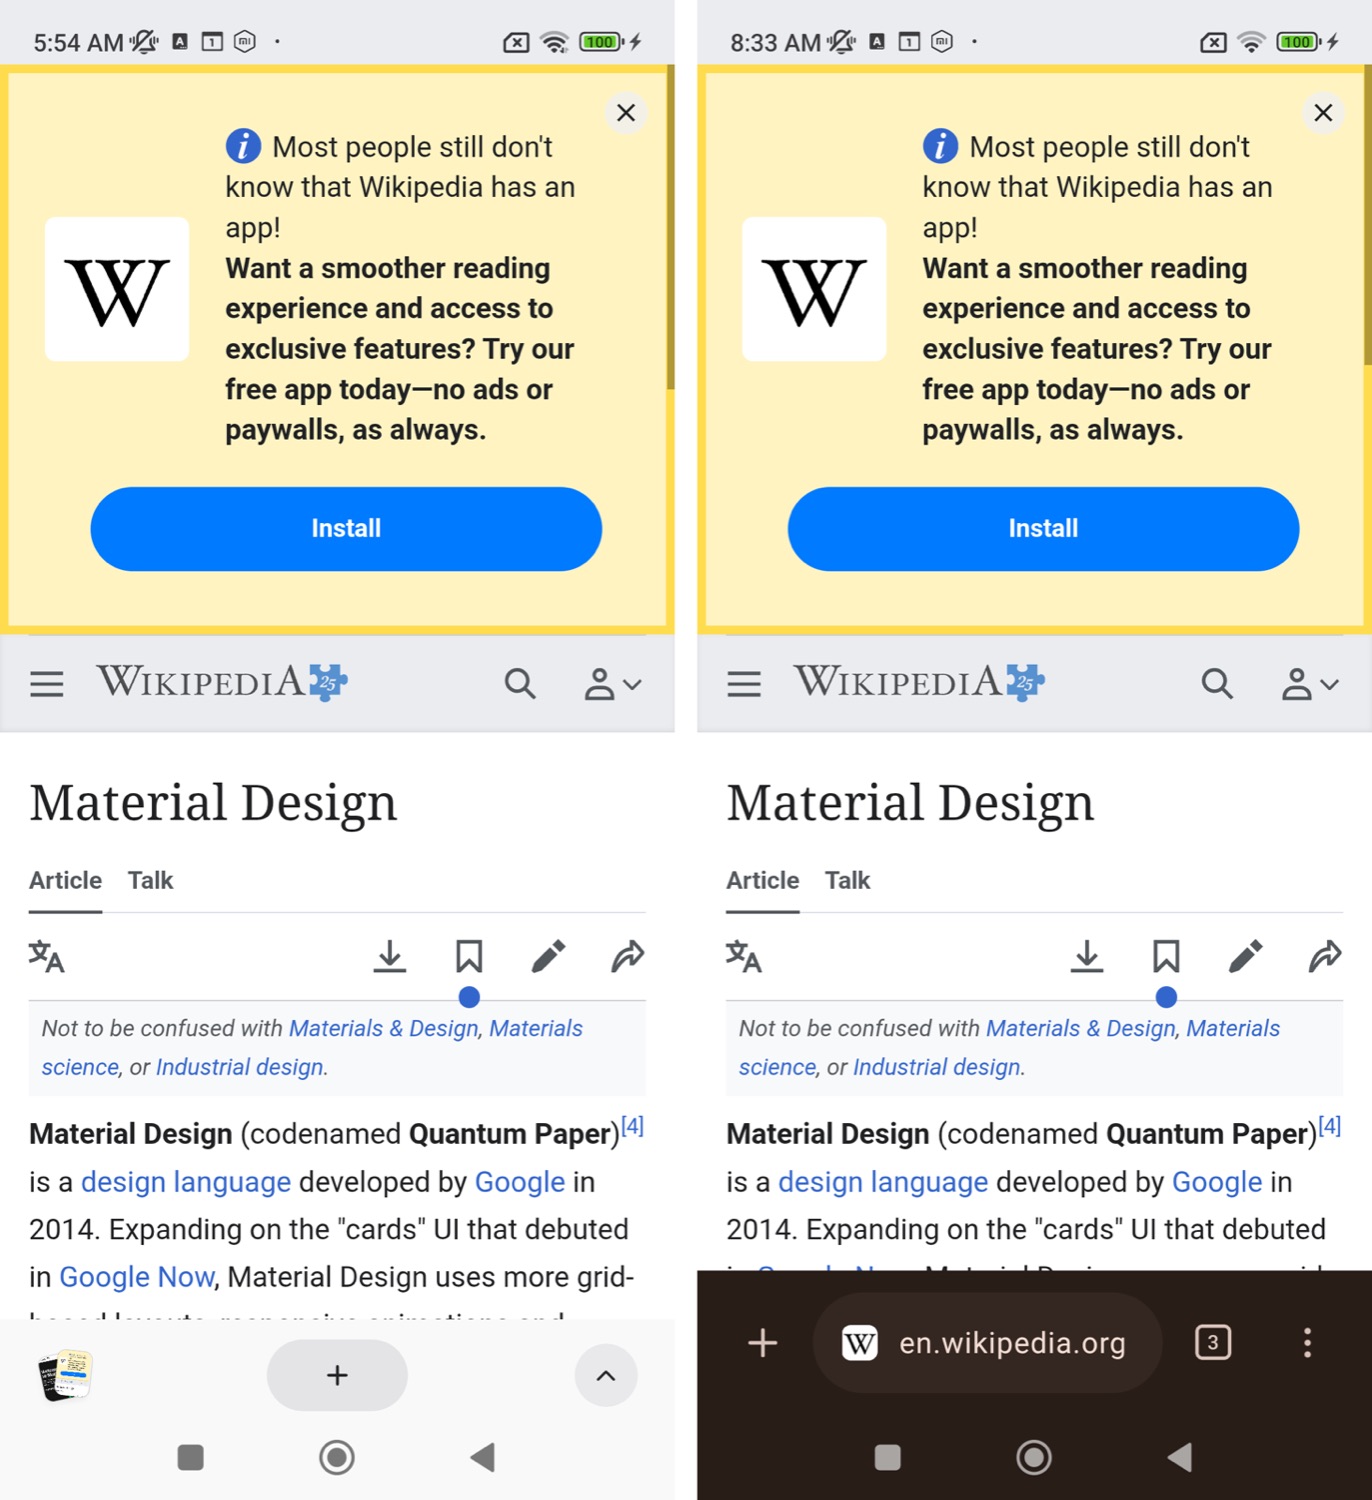 5:54 AM
100
Most people still don't
know that Wikipedia has an
app!
Want a smoother reading
experience and access to
exclusive features? Try our
free app today—no ads or
paywalls, as always.
W
Install
WIKIPEDIA 25
Material Design
Article Talk
Not to be confused with Materials & Design, Materials
science, or Industrial design.
Material Design (codenamed Quantum Paper)[4]
is a design language developed by Google in
2014. Expanding on the "cards" UI that debuted
in Google Now, Material Design uses more grid-
based layouts, responsive animations and
8:33 AM
100
Most people still don't
know that Wikipedia has an
app!
Want a smoother reading
experience and access to
exclusive features? Try our
free app today—no ads or
paywalls, as always.
W
Install
WIKIPEDIA 25
Material Design
Article Talk
Not to be confused with Materials & Design, Materials
science, or Industrial design.
Material Design (codenamed Quantum Paper)[4]
is a design language developed by Google in
2014. Expanding on the "cards" UI that debuted
W en.wikipedia.org 3